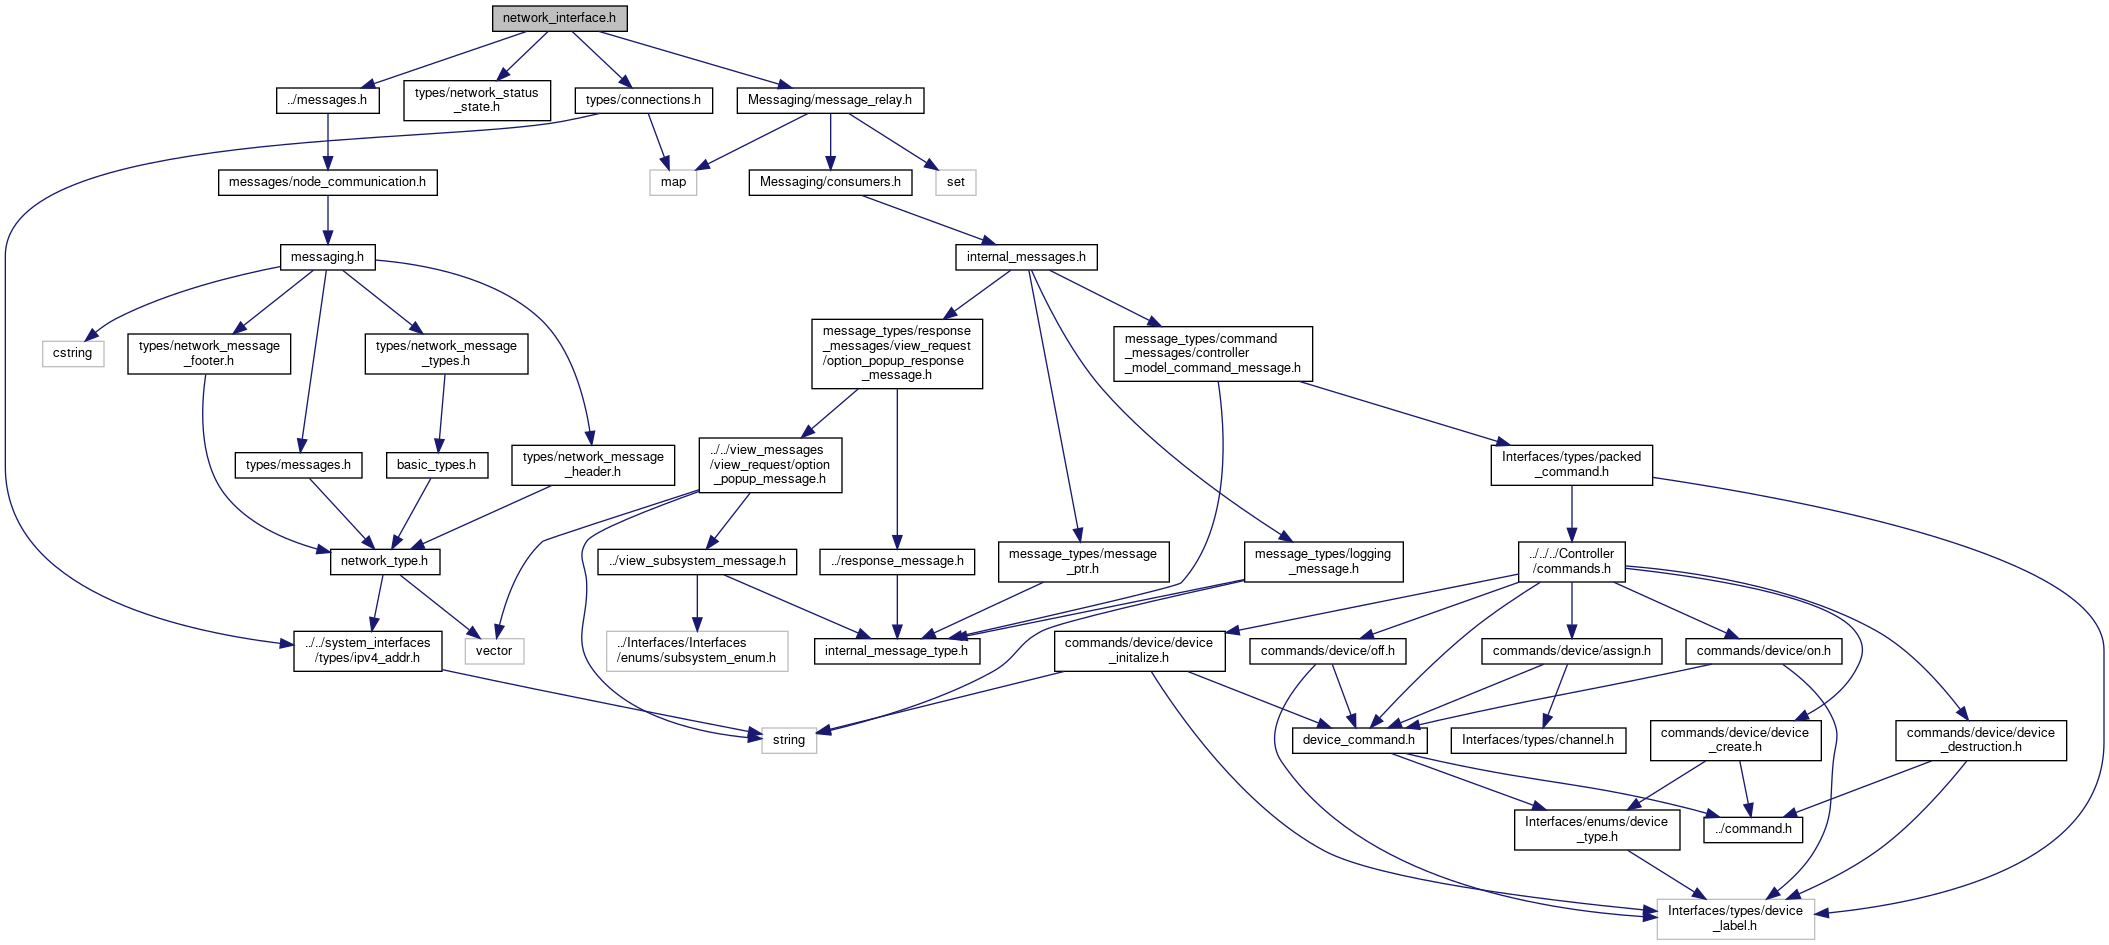 network_interface.h
../messages.h
types/network_status
_state.h
types/connections.h
Messaging/message_relay.h
messages/node_communication.h
map
Messaging/consumers.h
set
messaging.h
internal_messages.h
cstring
types/network_message
_footer.h
types/network_message
_types.h
message_types/response
_messages/view_request
/option_popup_response
_message.h
message_types/command
_messages/controller
_model_command_message.h
types/messages.h
basic_types.h
types/network_message
_header.h
../../view_messages
/view_request/option
_popup_message.h
Interfaces/types/packed
_command.h
network_type.h
../view_subsystem_message.h
../response_message.h
message_types/message
_ptr.h
message_types/logging
_message.h
../../../Controller
/commands.h
../../system_interfaces
/types/ipv4_addr.h
vector
../Interfaces/Interfaces
/enums/subsystem_enum.h
internal_message_type.h
commands/device/device
_initalize.h
commands/device/off.h
commands/device/assign.h
commands/device/on.h
string
device_command.h
Interfaces/types/channel.h
commands/device/device
_create.h
commands/device/device
_destruction.h
Interfaces/enums/device
_type.h
../command.h
Interfaces/types/device
_label.h